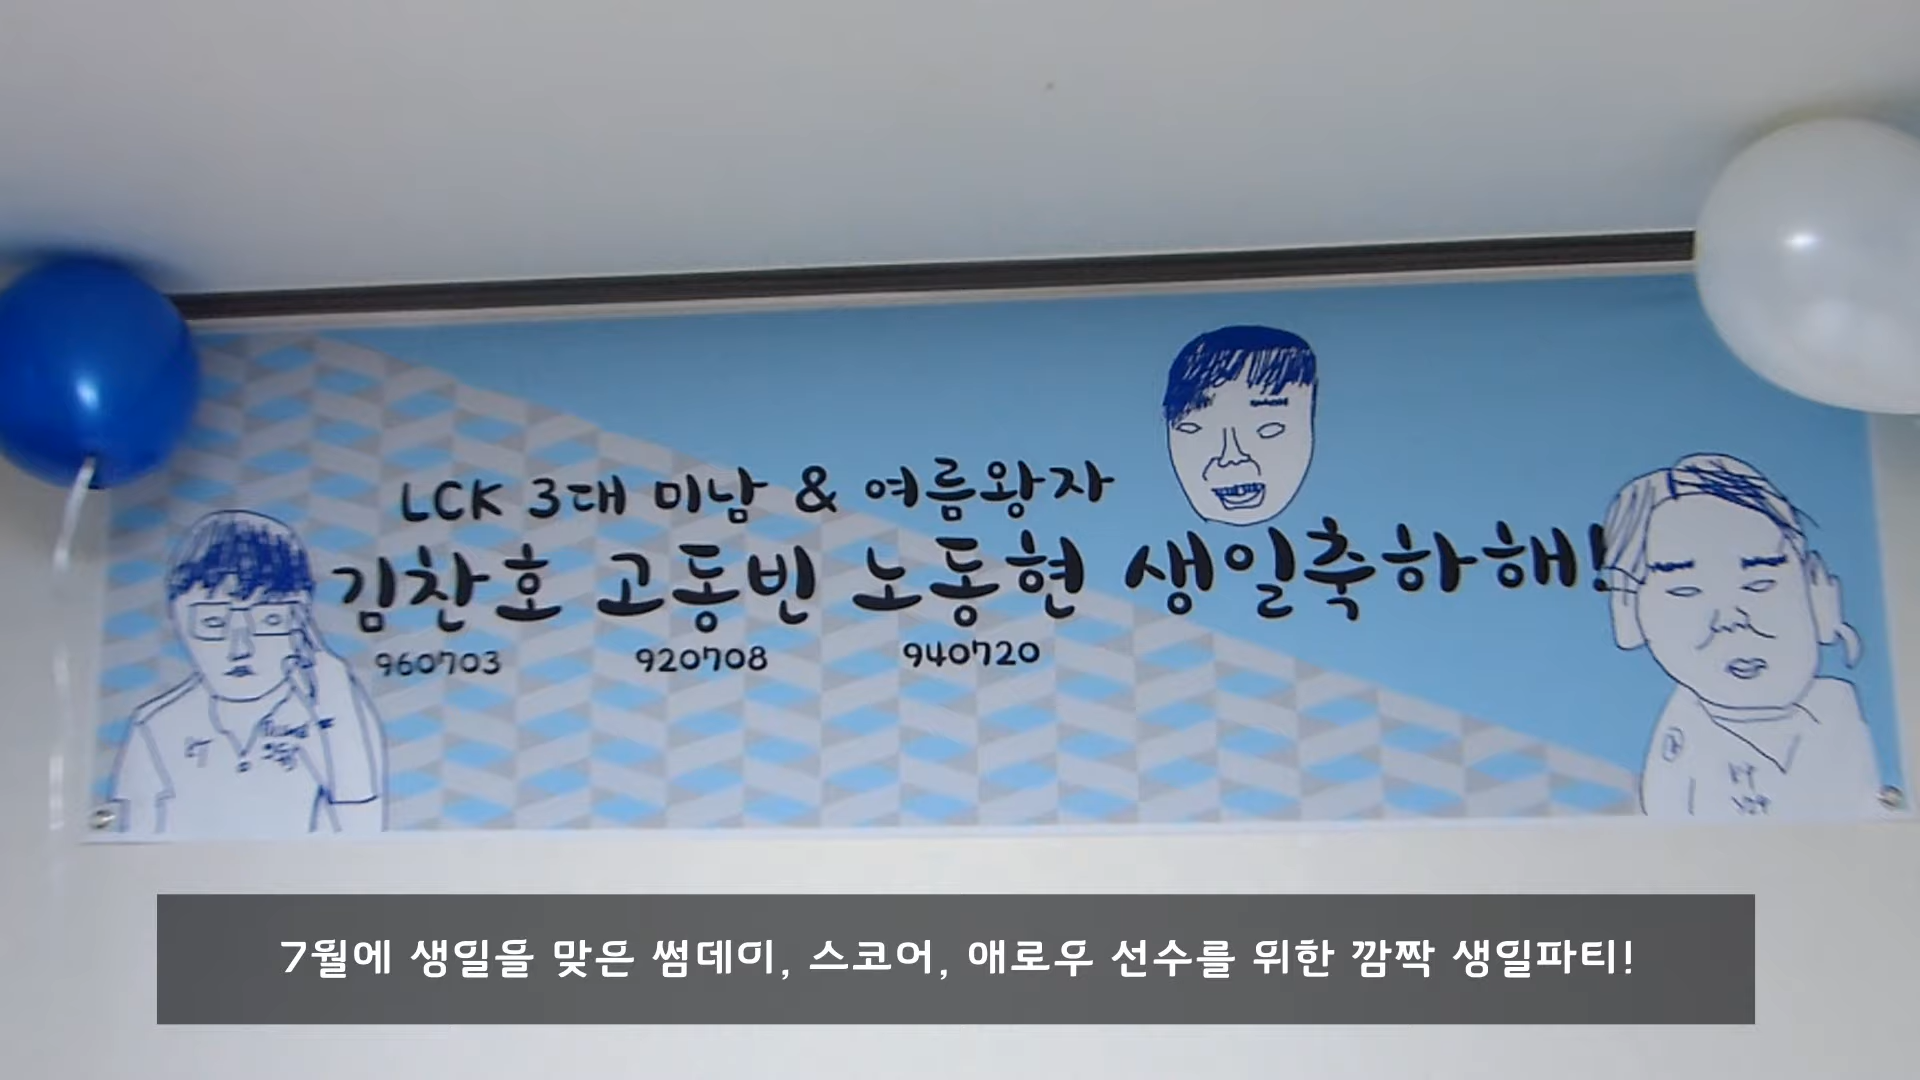 LCK 3대 미남 & 여름왕자
김찬호 고동빈 노동현 생일축하해!
960703 920708 940720
7월에 생일을 맞은 썸데이, 스코어, 애로우 선수를 위한 깜짝 생일파티!